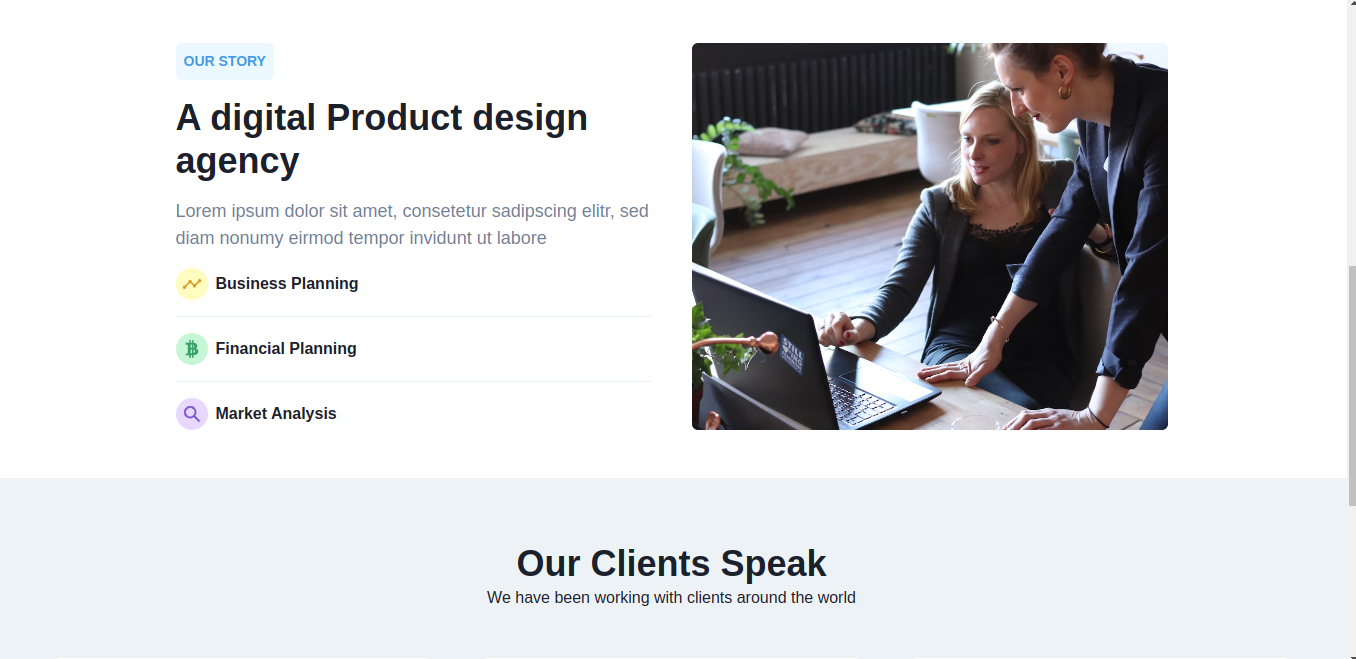 OUR STORY
A digital Product design
agency
Lorem ipsum dolor sit amet, consetetur sadipscing elitr, sed
diam nonumy eirmod tempor invidunt ut labore
Business Planning
Financial Planning
Market Analysis
Our Clients Speak
We have been working with clients around the world